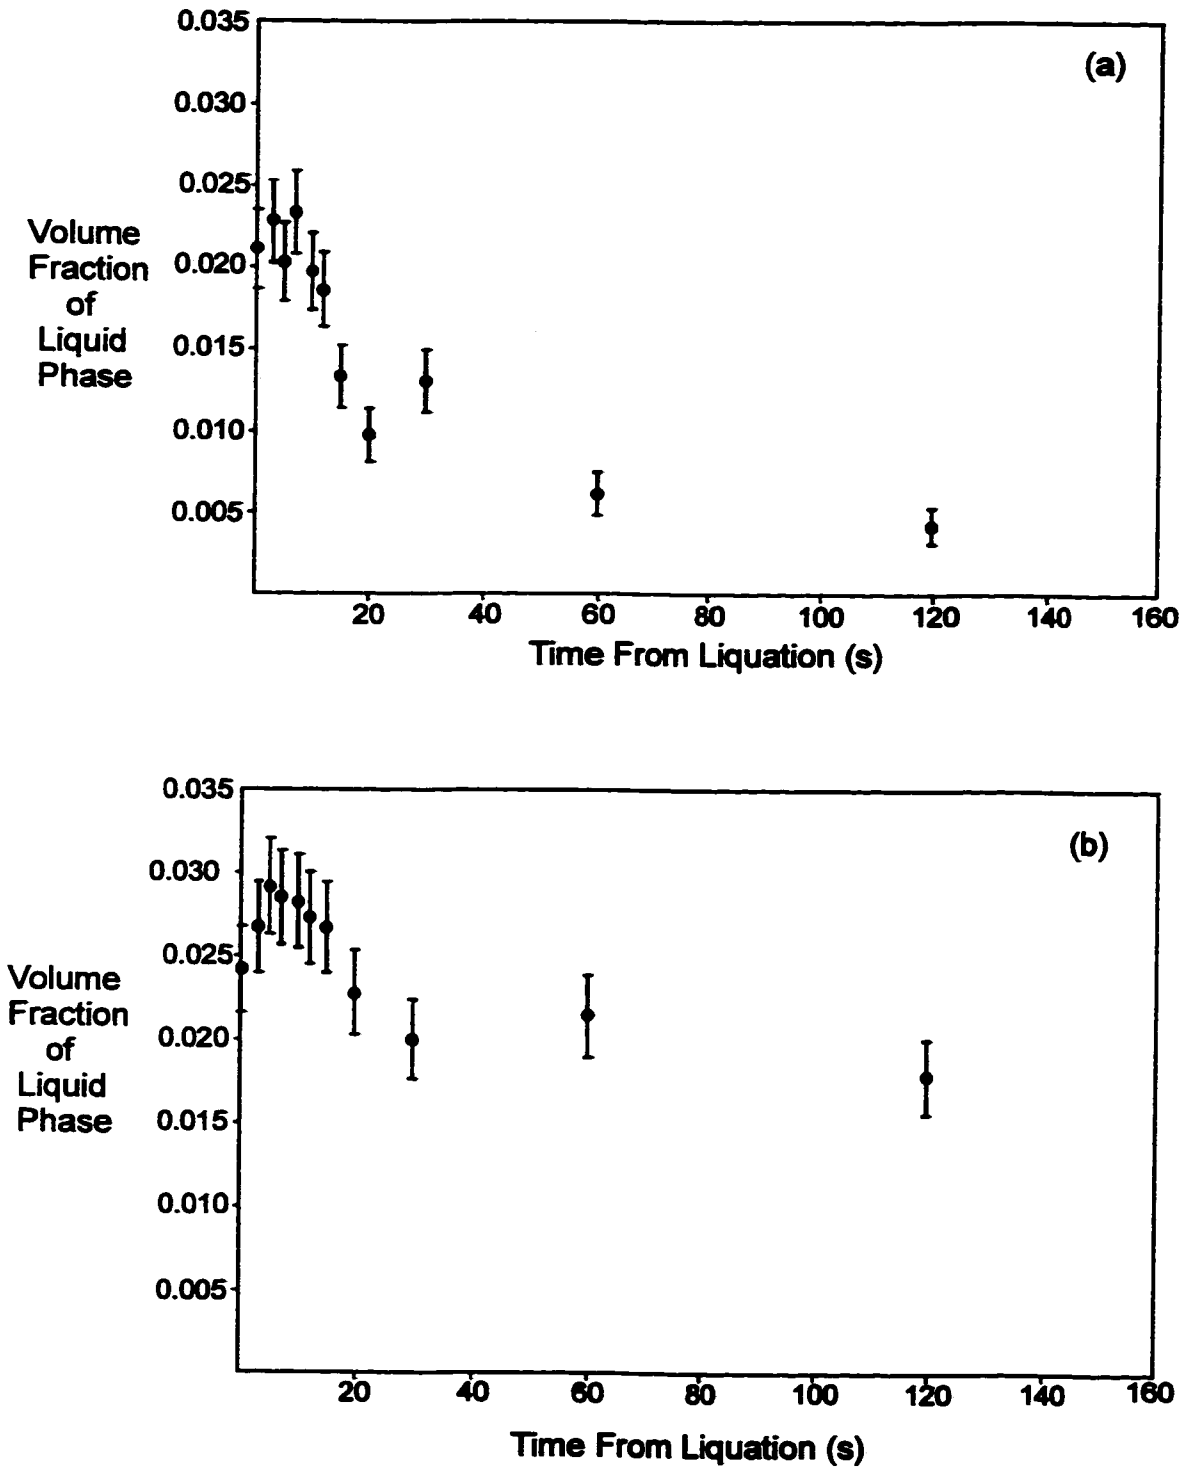 0.035
(a)
0.030
0.025
Volume
Fraction
of
Liquid
Phase
0.020
0.015
0.010
0.005
20 40 60 80 100 120 140 160
Time From Liquation (s)
0.035
(b)
0.030
0.025
Volume
Fraction
of
Liquid
Phase
0.020
0.015
0.010
0.005
20 40 60 80 100 120 140 160
Time From Liquation (s)